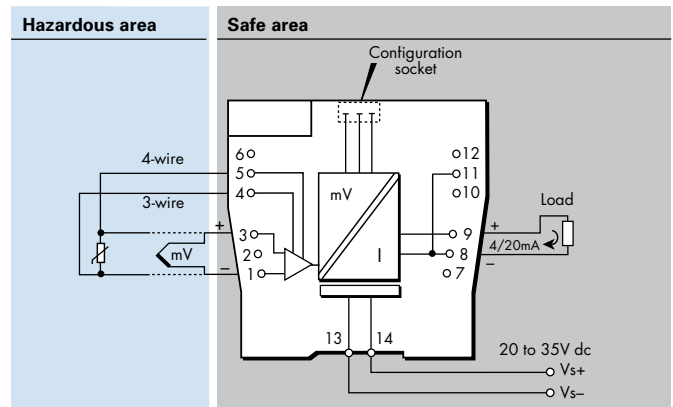 Hazardous area
Safe area
Configuration
socket
6
12
4-wire
5
11
4
10
3-wire
mV
Load
+
3
9
+
mV
2
I
8
4/20mA
–
1
7
–
13
14
20 to 35V dc
Vs+
Vs–